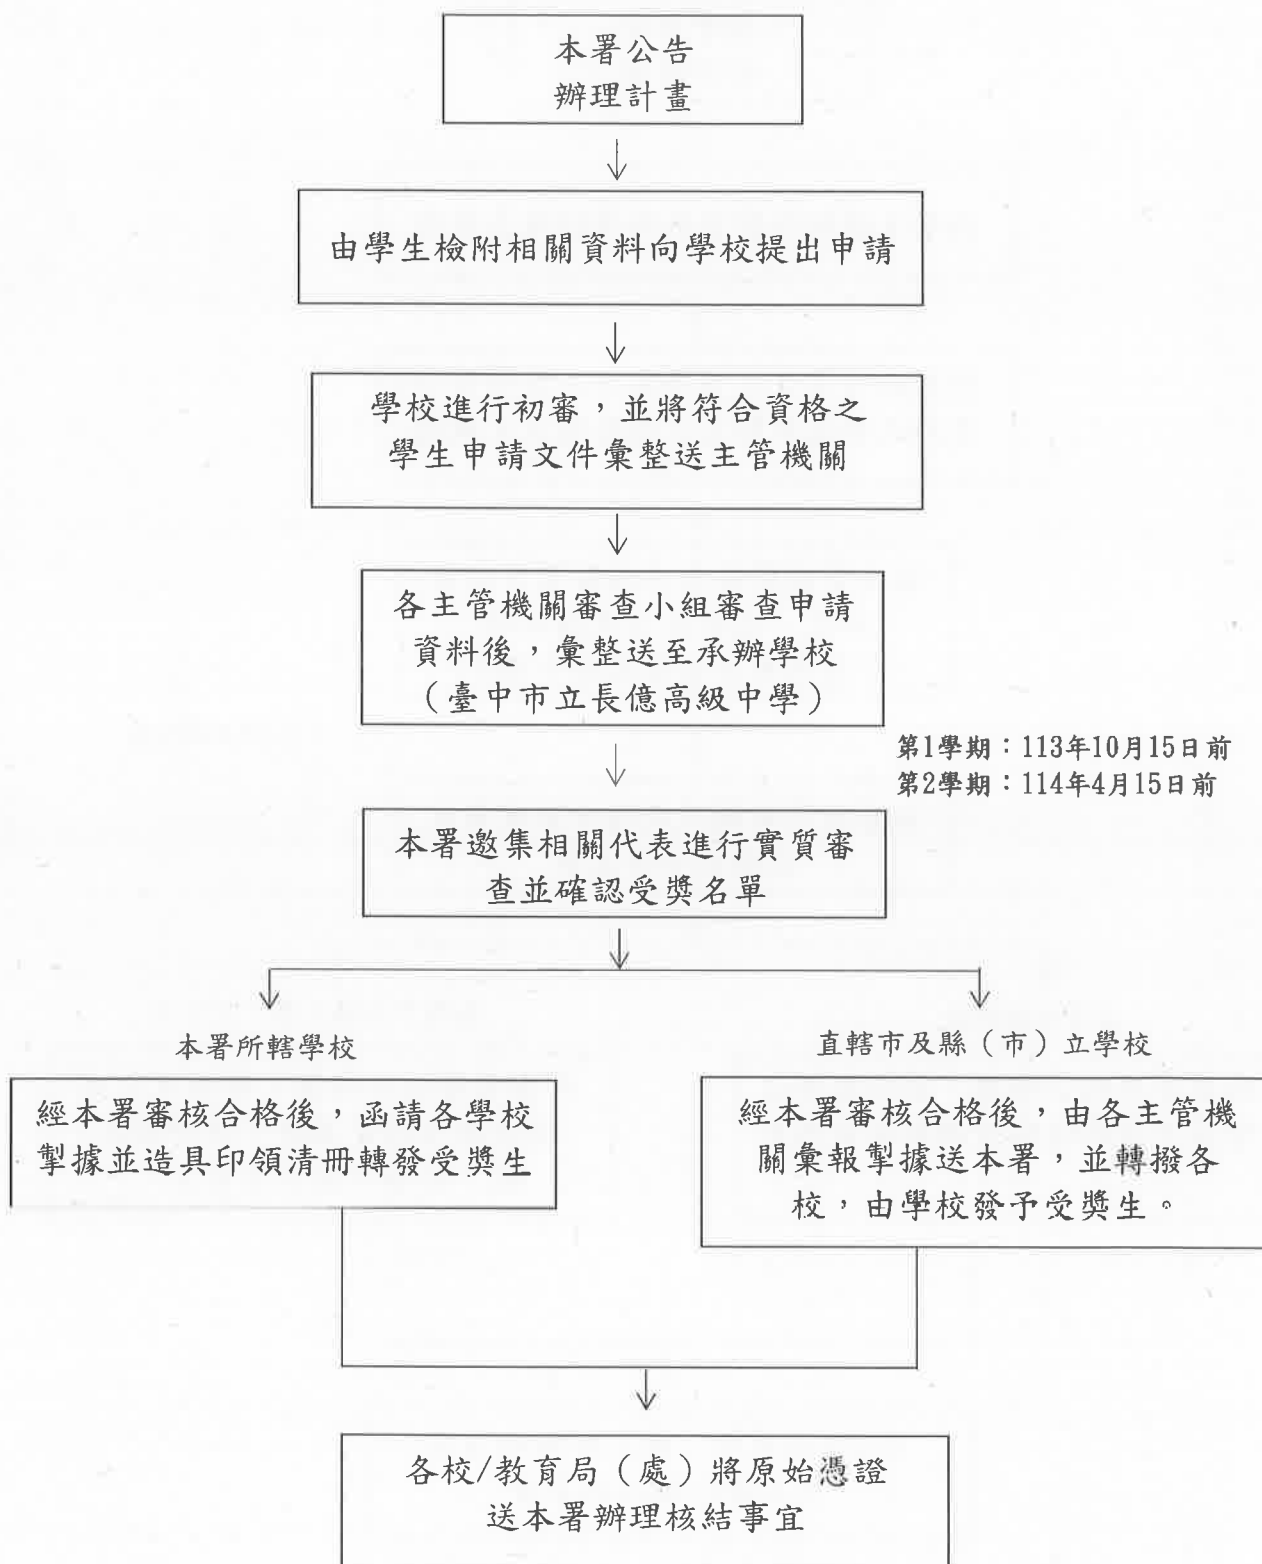 本署公告
辦理計畫
由學生檢附相關資料向學校提出申請
學校進行初審，並將符合資格之
學生申請文件彙整送主管機關
各主管機關審查小組審查申請
資料後，彙整送至承辦學校
（臺中市立長億高級中學）
第1學期：113年10月15日前
第2學期：114年4月15日前
本署邀集相關代表進行實質審
查並確認受獎名單
本署所轄學校
經本署審核合格後，函請各學校
掣據並造具印領清冊轉發受獎生
直轄市及縣（市）立學校
經本署審核合格後，由各主管機
關彙報掣據送本署，並轉撥各
校，由學校發予受獎生。
各校/教育局（處）將原始憑證
送本署辦理核結事宜